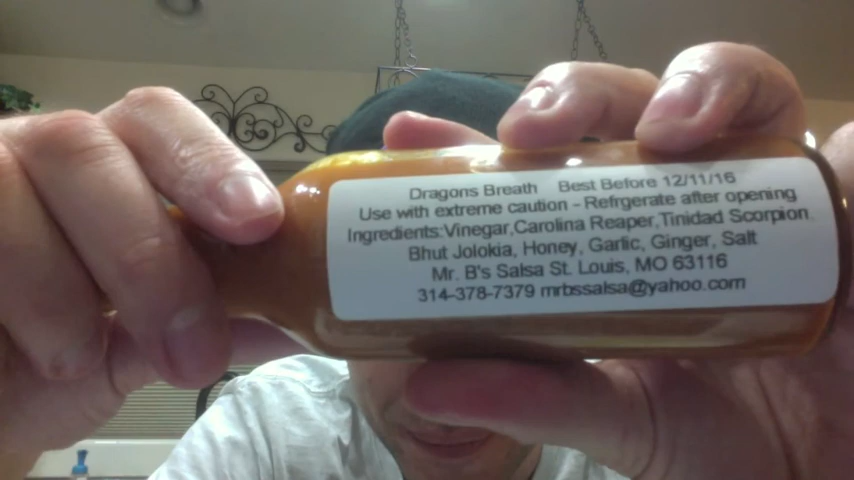 Dragons Breath Best Before 12/11/16
Use with extreme caution - Refrgerate after opening
Ingredients:Vinegar,Carolina Reaper,Tinidad Scorpion
Bhut Jolokia, Honey, Garlic, Ginger, Salt
Mr. B's Salsa St. Louis, MO 63116
314-378-7379 mrbssalsa@yahoo.com